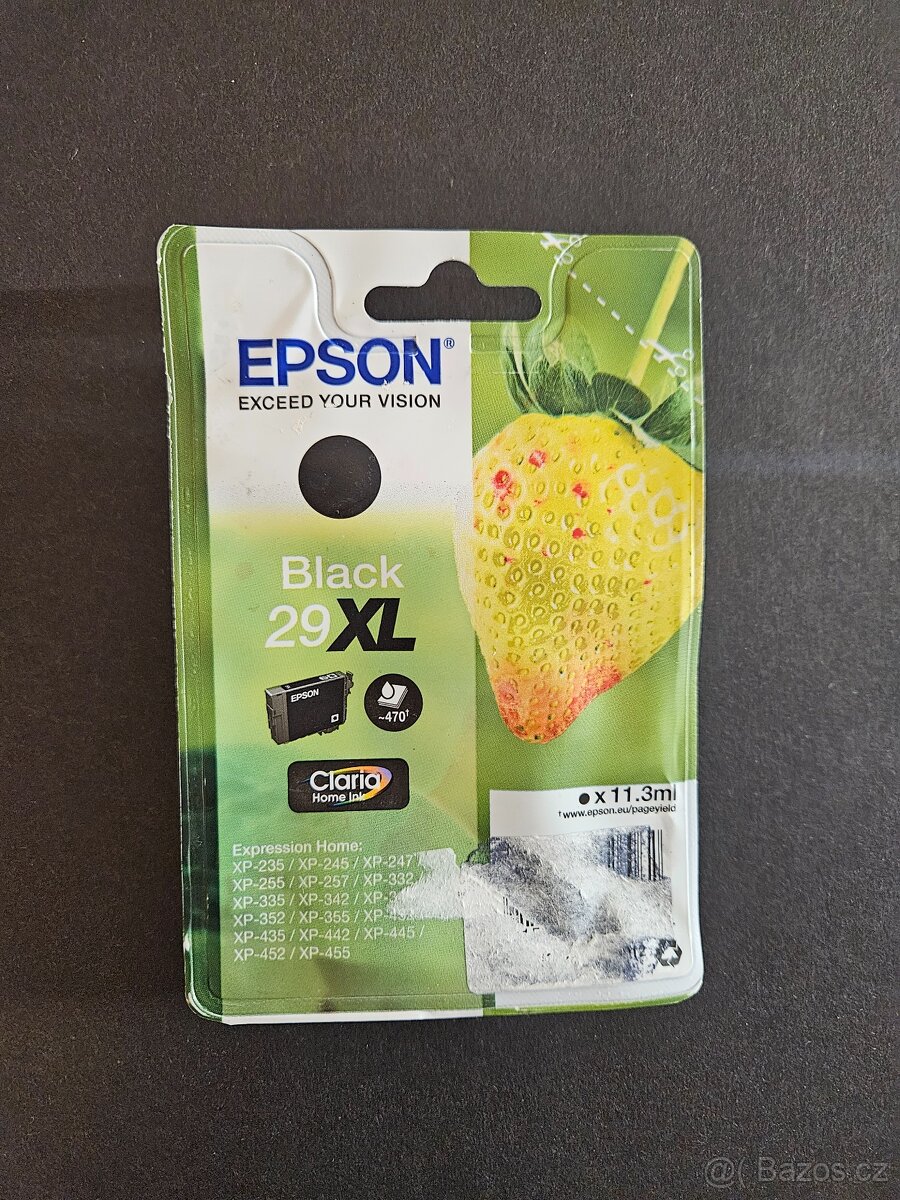 EPSON®
EXCEED YOUR VISION
Black
29XL
EPSON
~470†
Claria
Home Ink
x 11.3ml
†www.epson.eu/pageyield
Expression Home:
XP-235 / XP-245 / XP-247 /
XP-255 / XP-257 / XP-332
XP-335 / XP-342 /
XP-352 / XP-355 /
XP-435 / XP-442 / XP-445 /
XP-452 / XP-455
@( Bazos.cz